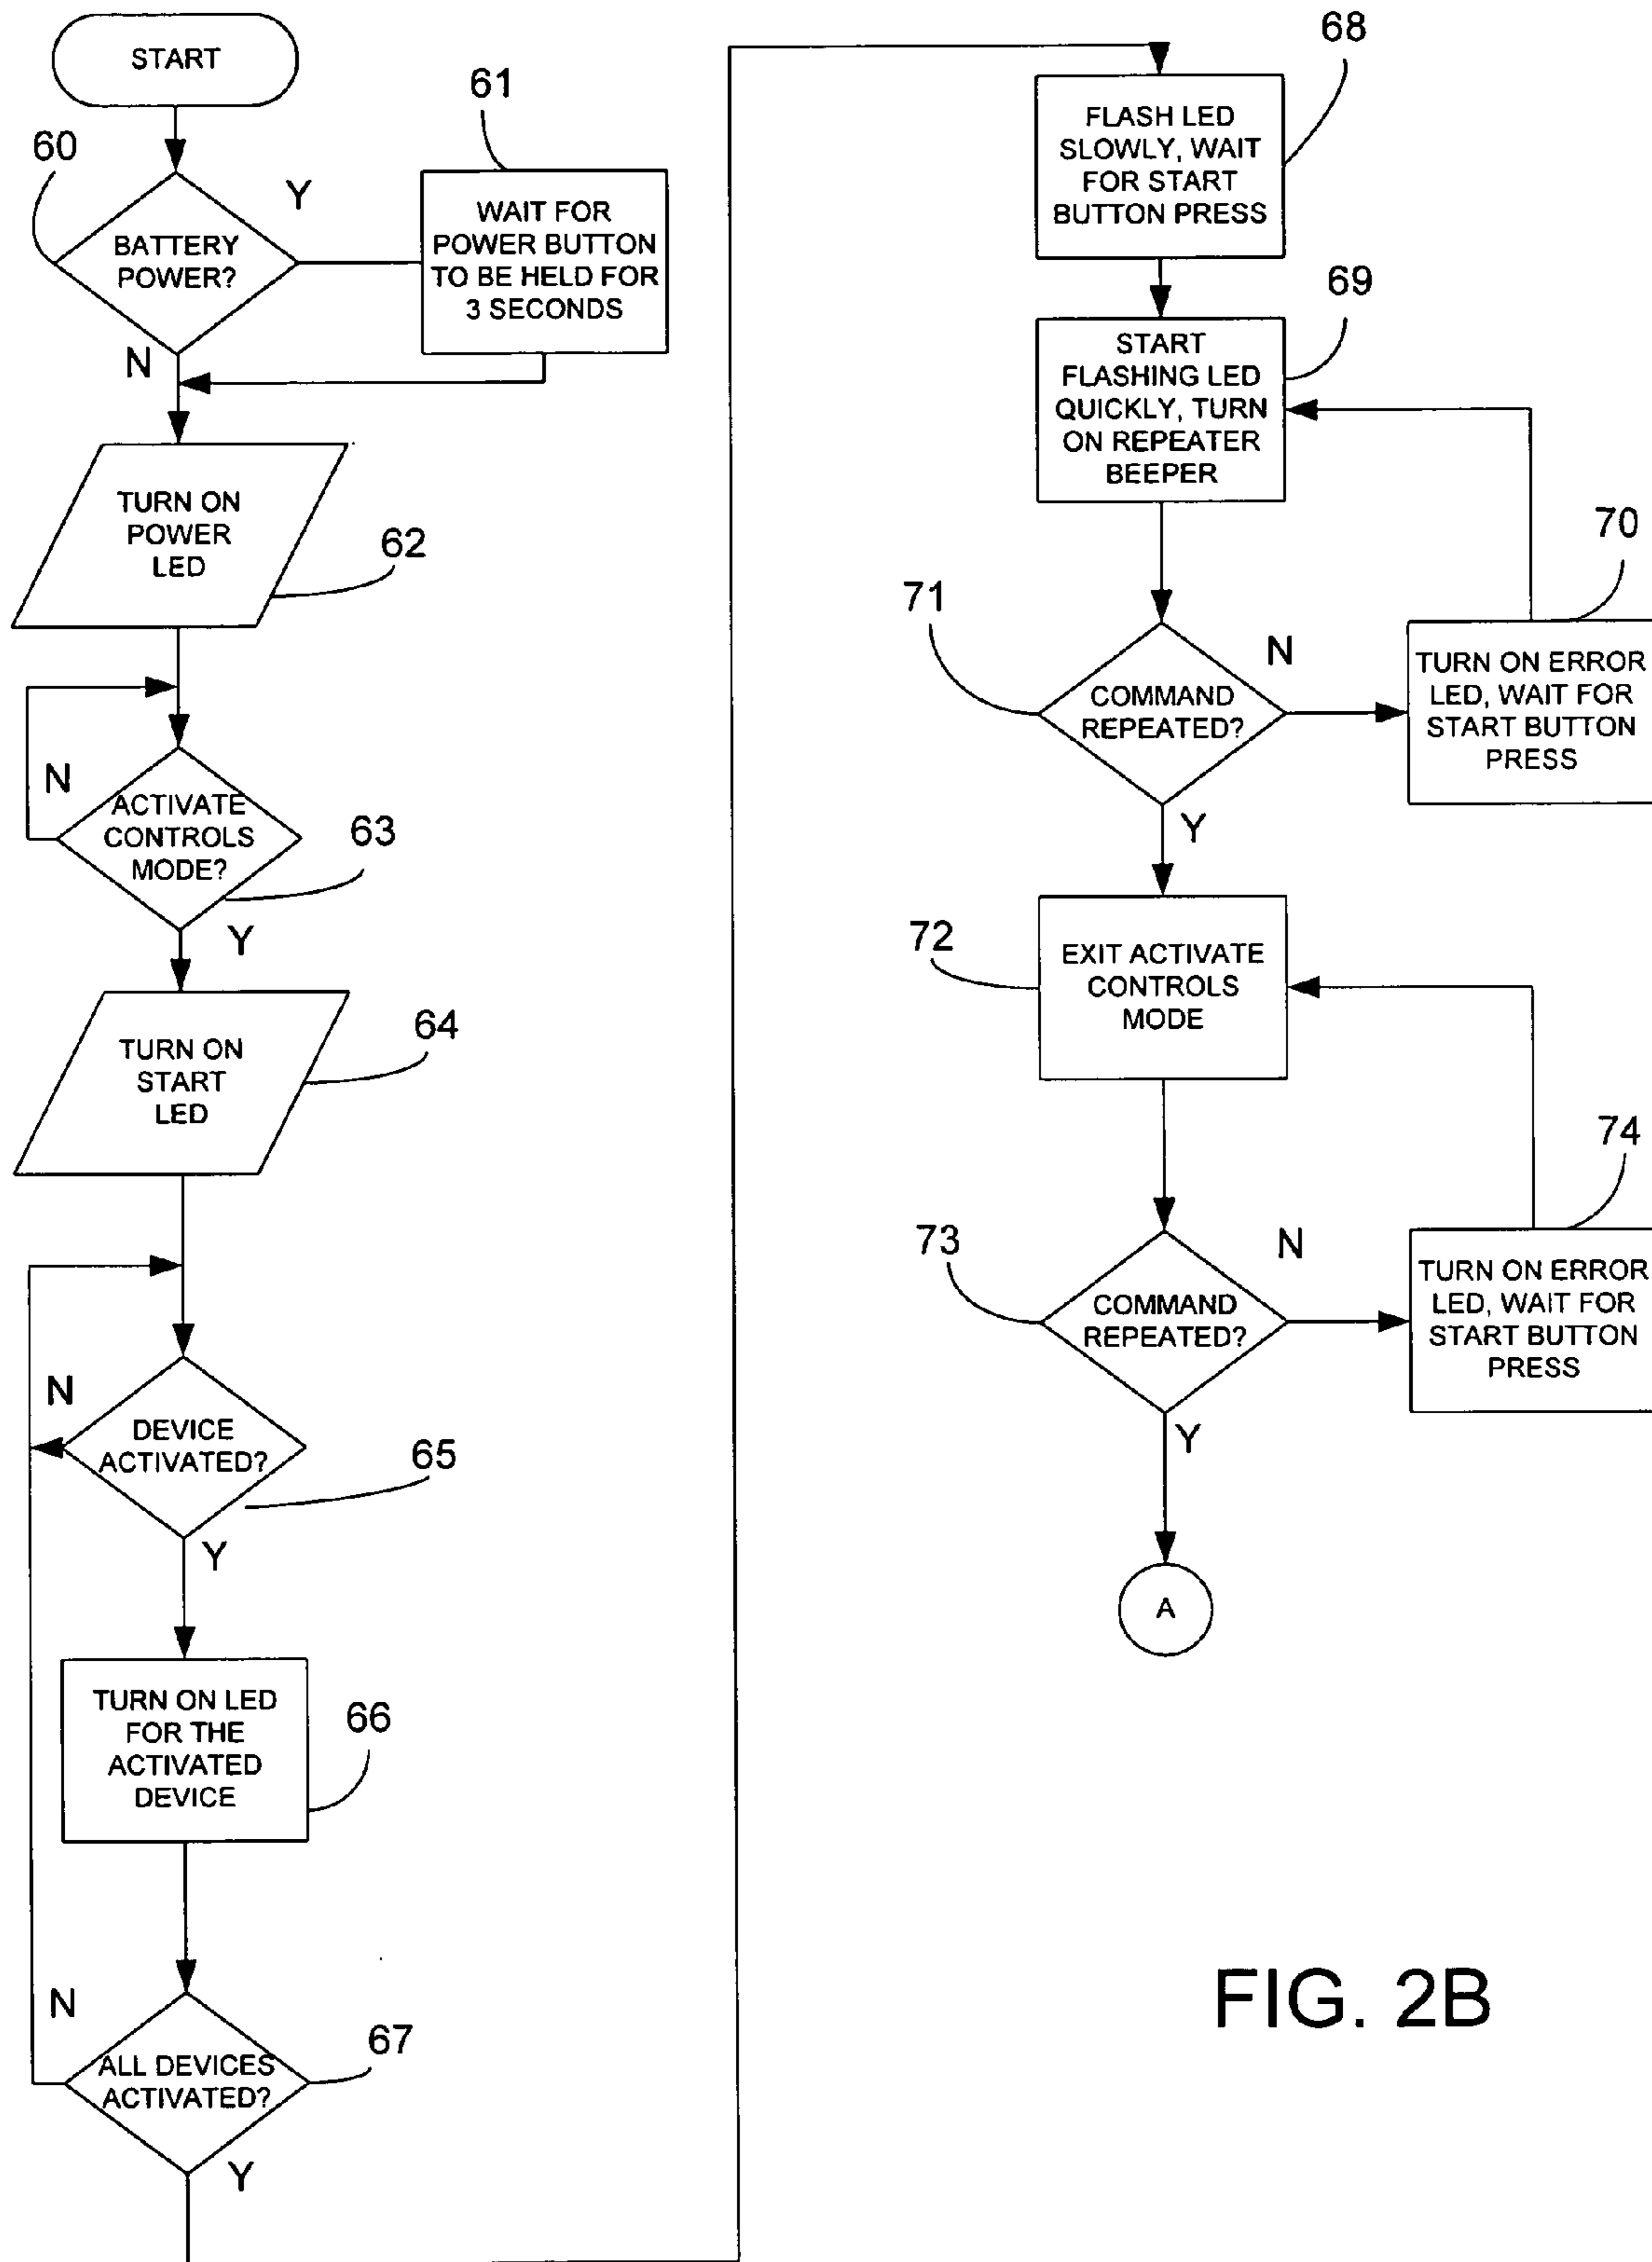 START
60
BATTERY
POWER?
Y
N
61
WAIT FOR
POWER BUTTON
TO BE HELD FOR
3 SECONDS
TURN ON
POWER
LED
62
N
ACTIVATE
CONTROLS
MODE?
63
Y
TURN ON
START
LED
64
N
DEVICE
ACTIVATED?
65
Y
TURN ON LED
FOR THE
ACTIVATED
DEVICE
66
N
ALL DEVICES
ACTIVATED?
67
Y
68
FLASH LED
SLOWLY, WAIT
FOR START
BUTTON PRESS
69
START
FLASHING LED
QUICKLY, TURN
ON REPEATER
BEEPER
70
TURN ON ERROR
LED, WAIT FOR
START BUTTON
PRESS
71
COMMAND
REPEATED?
N
Y
72
EXIT ACTIVATE
CONTROLS
MODE
73
COMMAND
REPEATED?
N
74
TURN ON ERROR
LED, WAIT FOR
START BUTTON
PRESS
Y
A
FIG. 2B